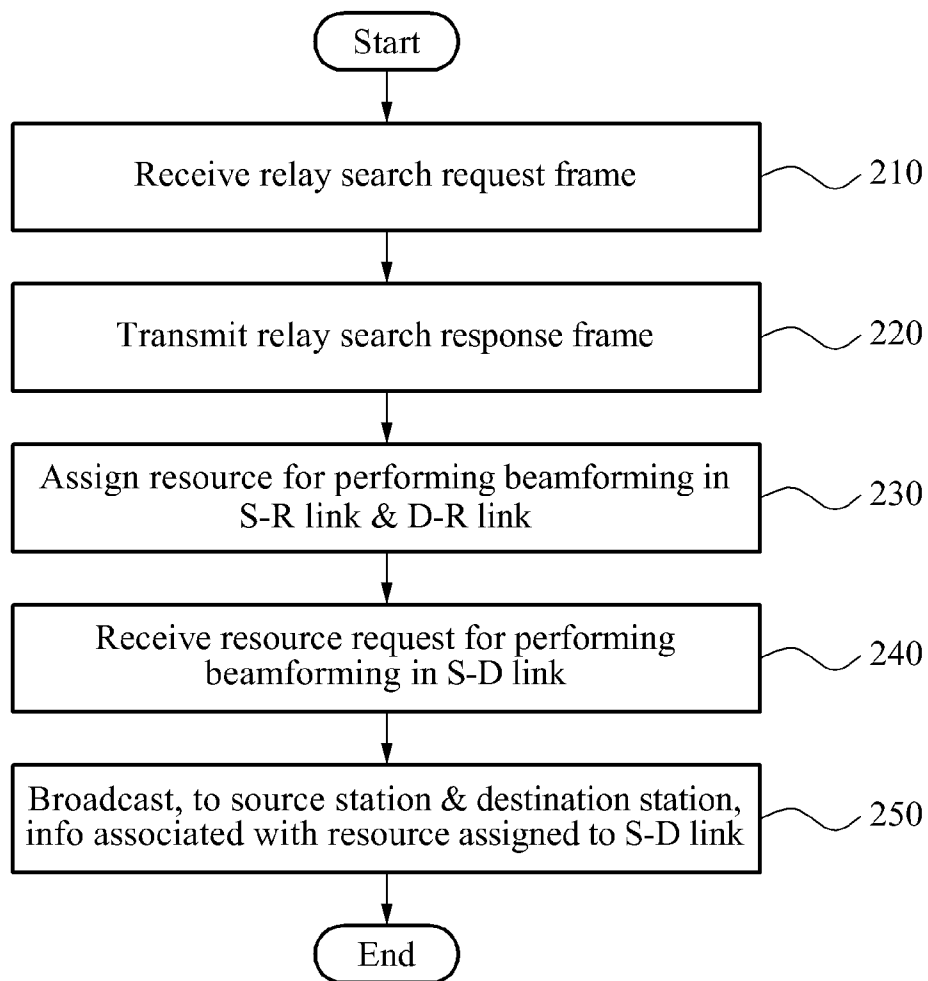 Start
Receive relay search request frame
210
Transmit relay search response frame
220
Assign resource for performing beamforming in
S-R link & D-R link
230
Receive resource request for performing
beamforming in S-D link
240
Broadcast, to source station & destination station,
info associated with resource assigned to S-D link
250
End